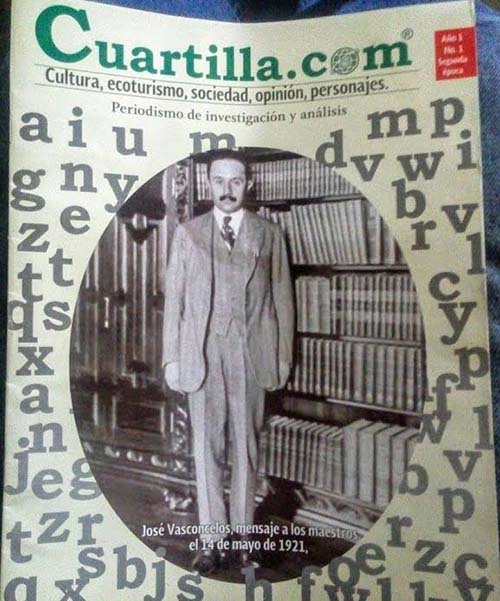 Cuartilla.com®
Año 1
No. 1
Segunda
época
Cultura, ecoturismo, sociedad, opinión, personajes.
Periodismo de investigación y análisis
a i u m d v w i m p
g n y b v
z e r l
t t c
q s y
x p
a f
i n w v
j e g b
t z r p
s b j s h f w o e r z c
José Vasconcelos, mensaje a los maestros
el 14 de mayo de 1921,